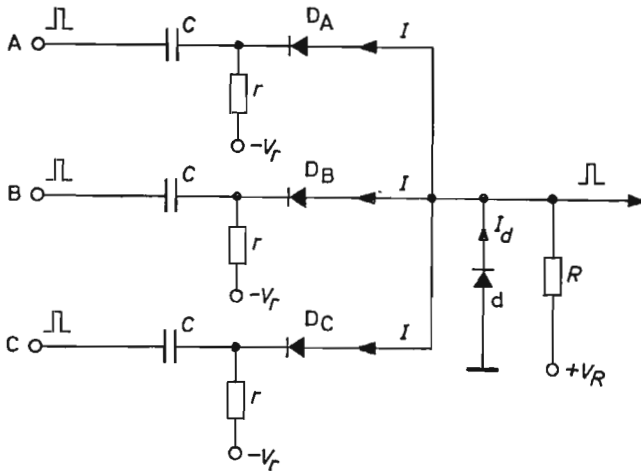 A C D_A I
r
-V_r
B C D_B I
r
-V_r
I_d
d
R
+V_R
C C D_C I
r
-V_r